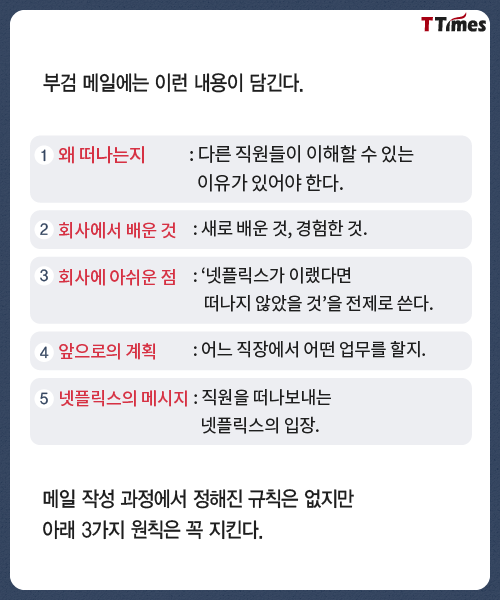 TTimes
부검 메일에는 이런 내용이 담긴다.
1 왜 떠나는지 : 다른 직원들이 이해할 수 있는
이유가 있어야 한다.
2 회사에서 배운 것 : 새로 배운 것, 경험한 것.
3 회사에 아쉬운 점 : ‘넷플릭스가 이랬다면
떠나지 않았을 것’을 전제로 쓴다.
4 앞으로의 계획 : 어느 직장에서 어떤 업무를 할지.
5 넷플릭스의 메시지 : 직원을 떠나보내는
넷플릭스의 입장.
메일 작성 과정에서 정해진 규칙은 없지만
아래 3가지 원칙은 꼭 지킨다.